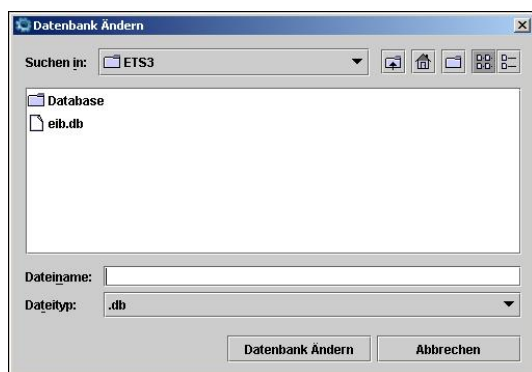 Datenbank Ändern
Suchen in: ETS3
Database
eib.db
Dateiname:
Dateityp: .db
Datenbank Ändern Abbrechen